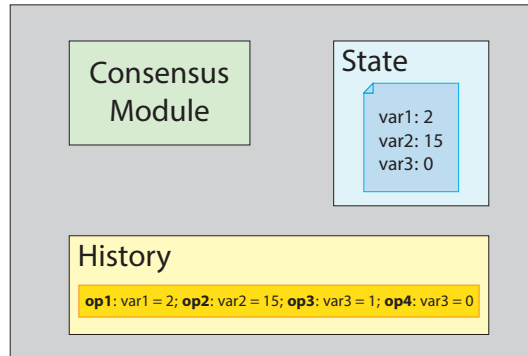 Consensus
Module
State
var1: 2
var2: 15
var3: 0
History
op1: var1 = 2; op2: var2 = 15; op3: var3 = 1; op4: var3 = 0